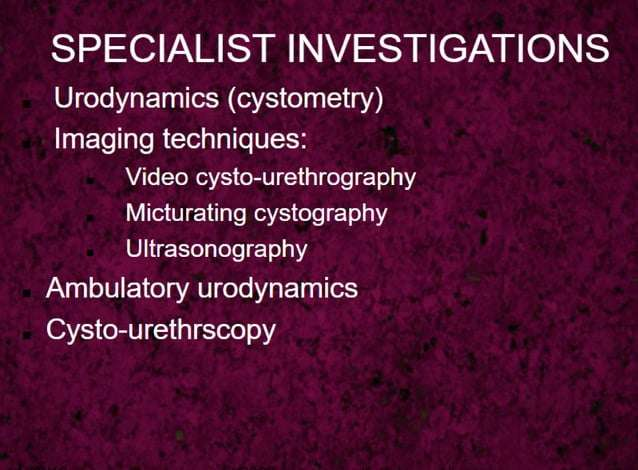 SPECIALIST INVESTIGATIONS
Urodynamics (cystometry)
Imaging techniques:
Video cysto-urethrography
Micturating cystography
Ultrasonography
Ambulatory urodynamics
Cysto-urethrscopy